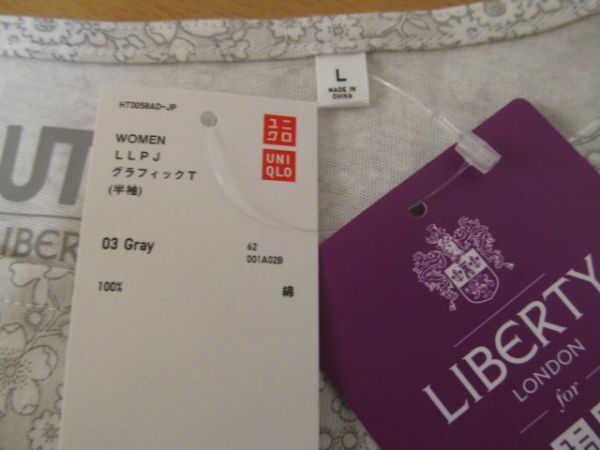 L
MADE IN
CHINA
HT0058AD-JP
ユニ
クロ
UNI
QLO
WOMEN
LLPJ
グラフィックT
(半袖)
03 Gray
62
001A02B
100%
綿
UT
LIBER
LIBERTY
LONDON
for